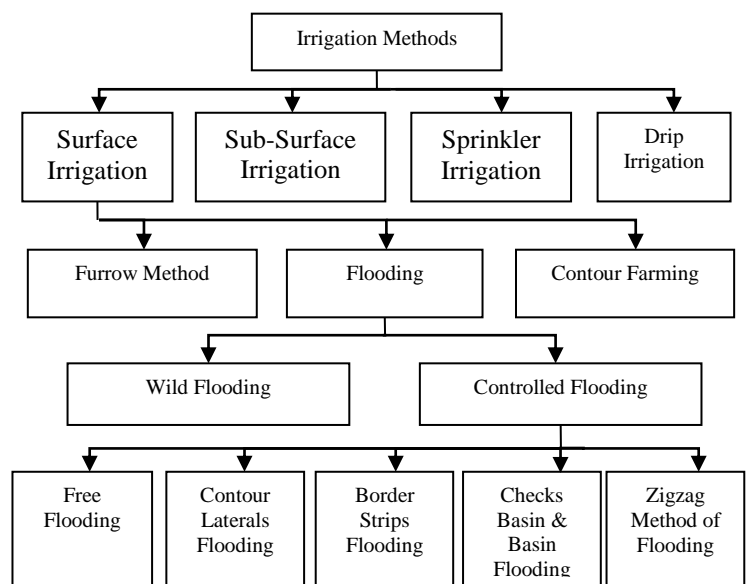 Irrigation Methods
Surface
Irrigation
Sub-Surface
Irrigation
Sprinkler
Irrigation
Drip
Irrigation
Furrow Method
Flooding
Contour Farming
Wild Flooding
Controlled Flooding
Free
Flooding
Contour
Laterals
Flooding
Border
Strips
Flooding
Checks
Basin &
Basin
Flooding
Zigzag
Method of
Flooding